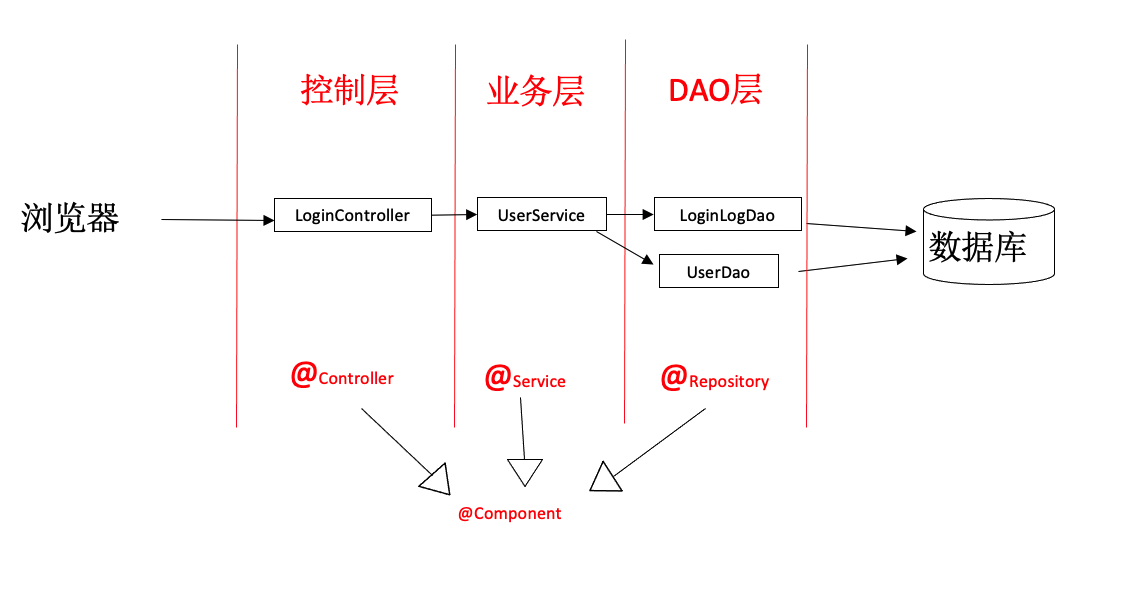 控制层
业务层
DAO层
浏览器
LoginController
UserService
LoginLogDao
数据库
UserDao
@Controller
@Service
@Repository
@Component